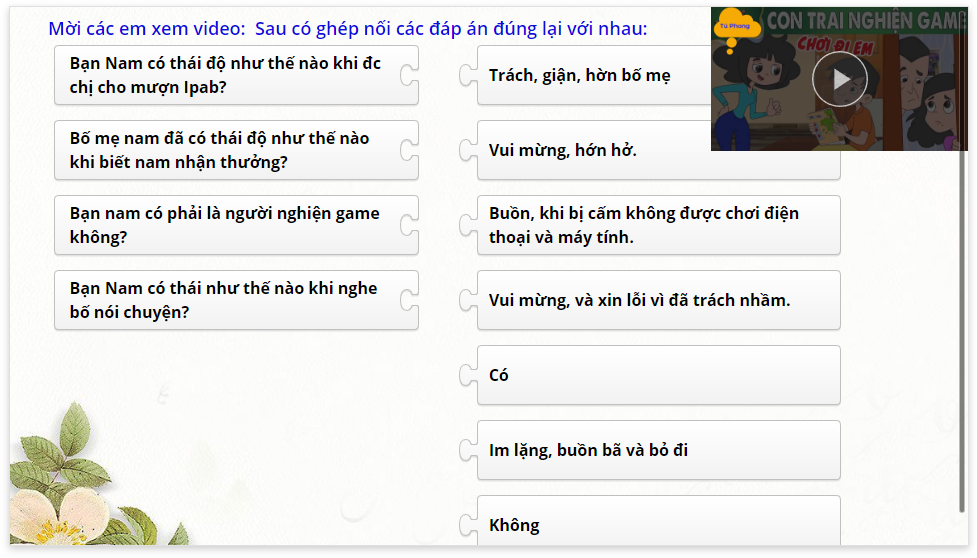 Mời các em xem video: Sau có ghép nối các đáp án đúng lại với nhau:
Bạn Nam có thái độ như thế nào khi đc
chị cho mượn Ipab?
Bố mẹ nam đã có thái độ như thế nào
khi biết nam nhận thưởng?
Bạn nam có phải là người nghiện game
không?
Bạn Nam có thái như thế nào khi nghe
bố nói chuyện?
Trách, giận, hờn bố mẹ
Vui mừng, hớn hở.
Buồn, khi bị cấm không được chơi điện
thoại và máy tính.
Vui mừng, và xin lỗi vì đã trách nhầm.
Có
Im lặng, buồn bã và bỏ đi
Không
Tử Phong
CON TRAI NGHIỆN GAME
CHƠI ĐI EM